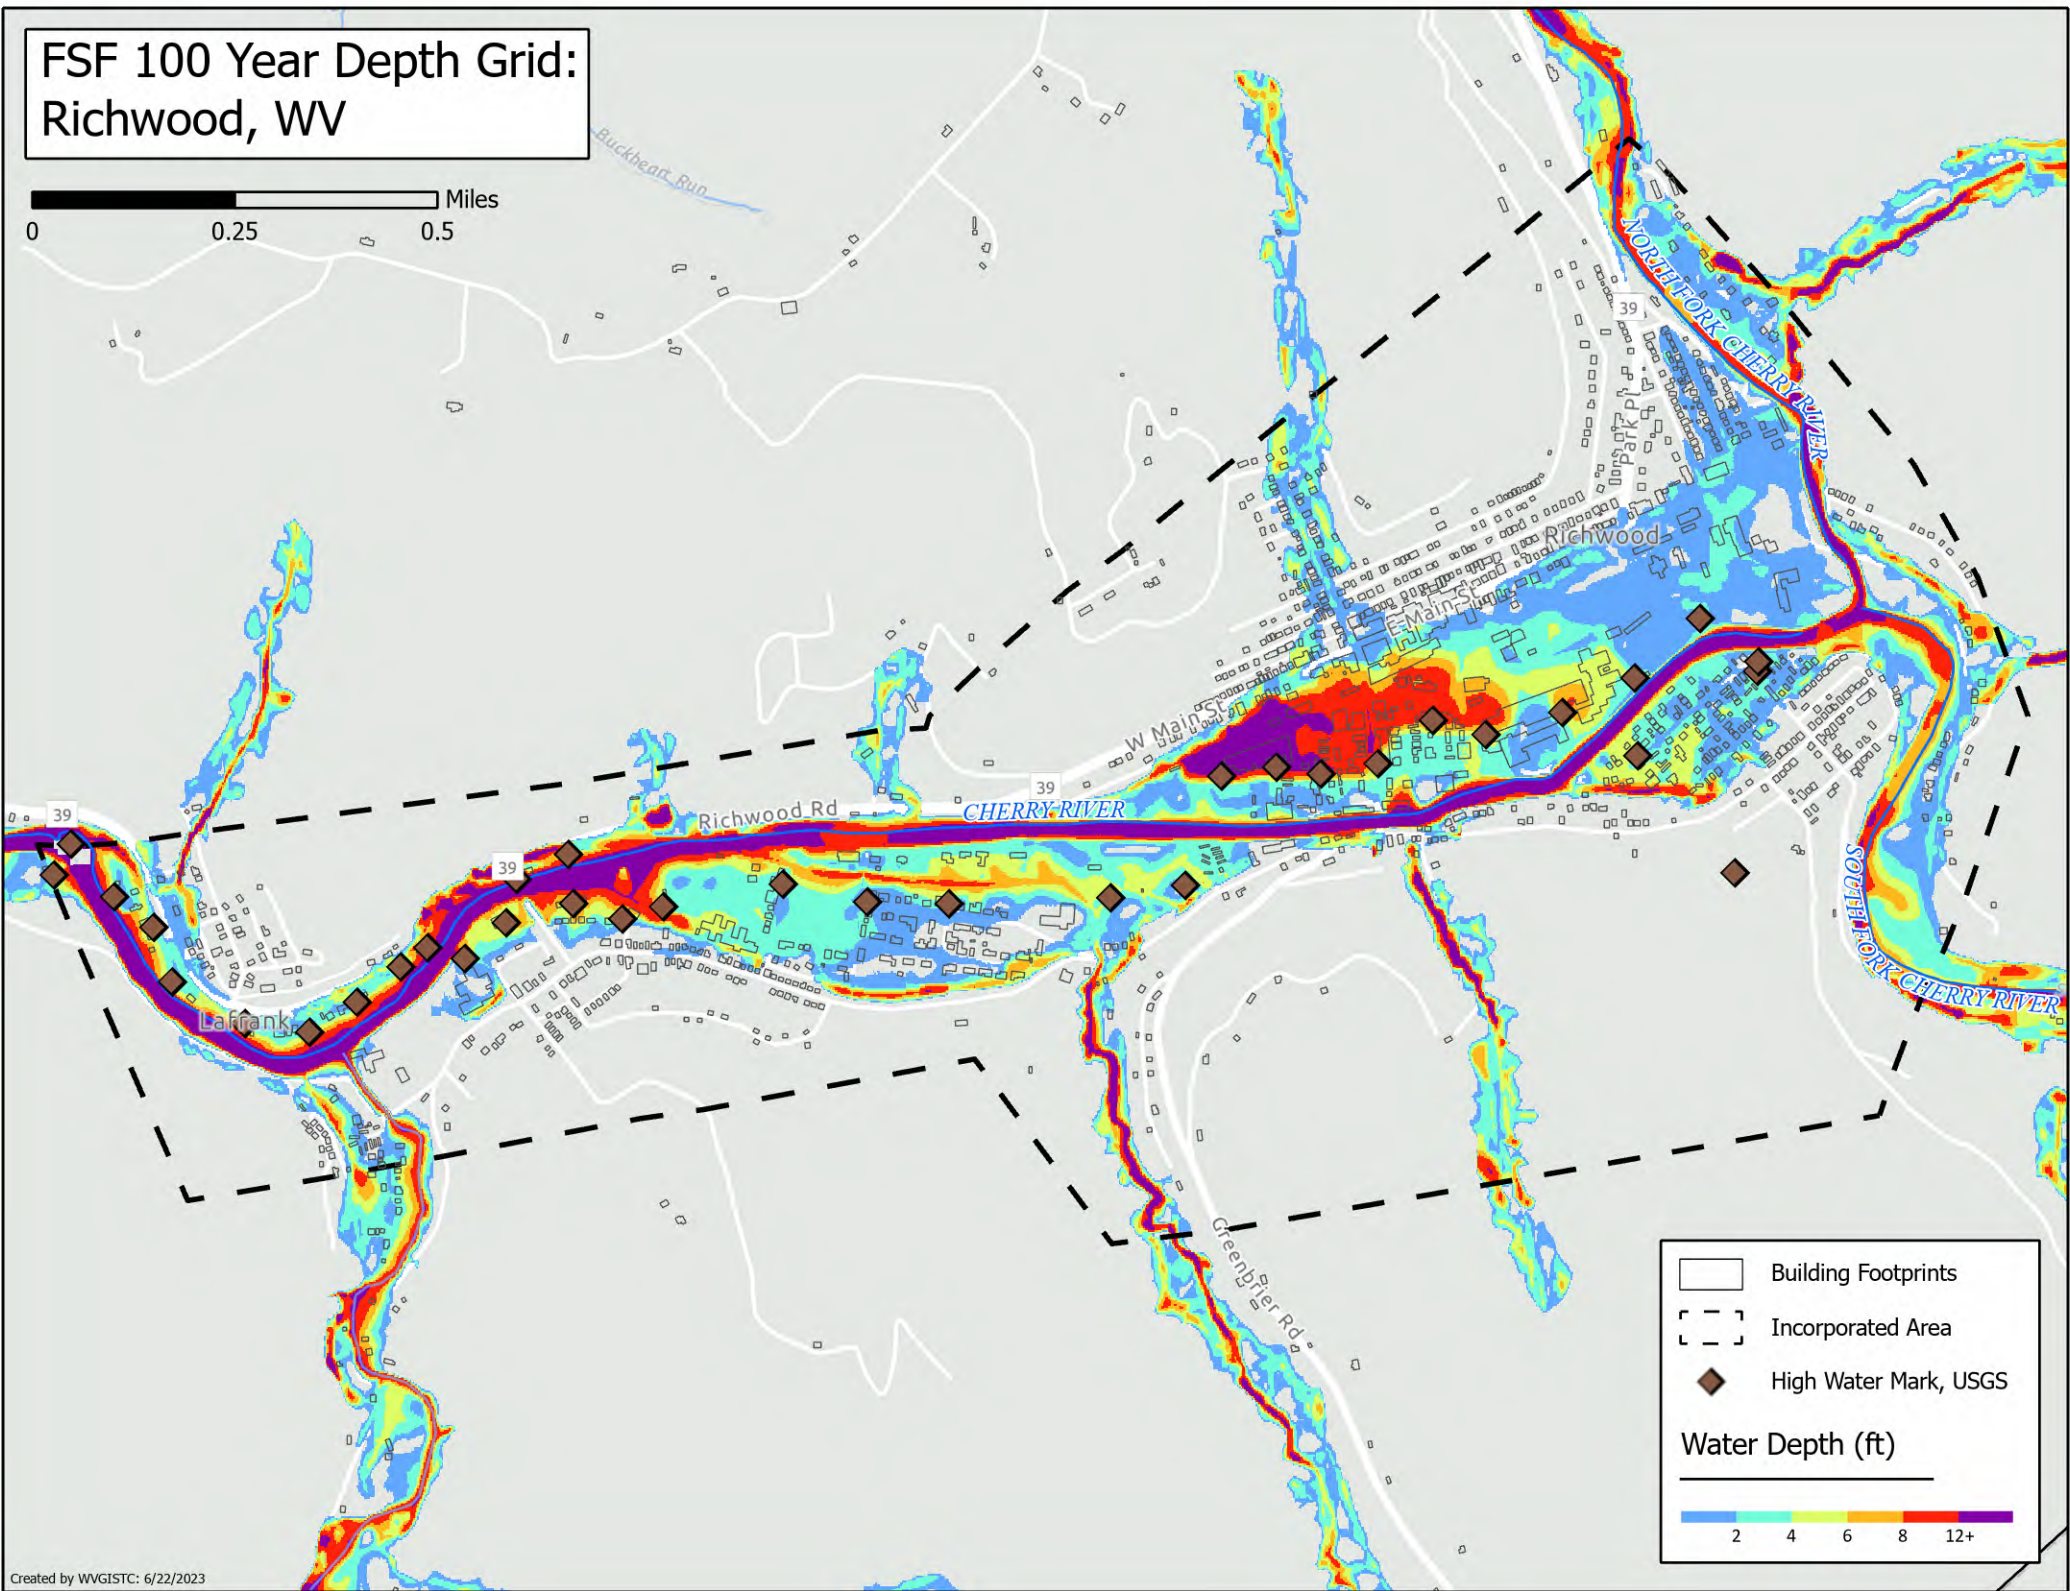 FSF 100 Year Depth Grid:
Richwood, WV
Miles
0 0.25 0.5
Buckheart Run
NORTH FORK CHERRY RIVER
39
Park Pl
Richwood
E Main St
W Main St
39
Richwood Rd
CHERRY RIVER
39
39
SOUTH FORK CHERRY RIVER
Lafrank
Greenbrier Rd
Building Footprints
Incorporated Area
High Water Mark, USGS
Water Depth (ft)
2 4 6 8 12+
Created by WVGISTC: 6/22/2023